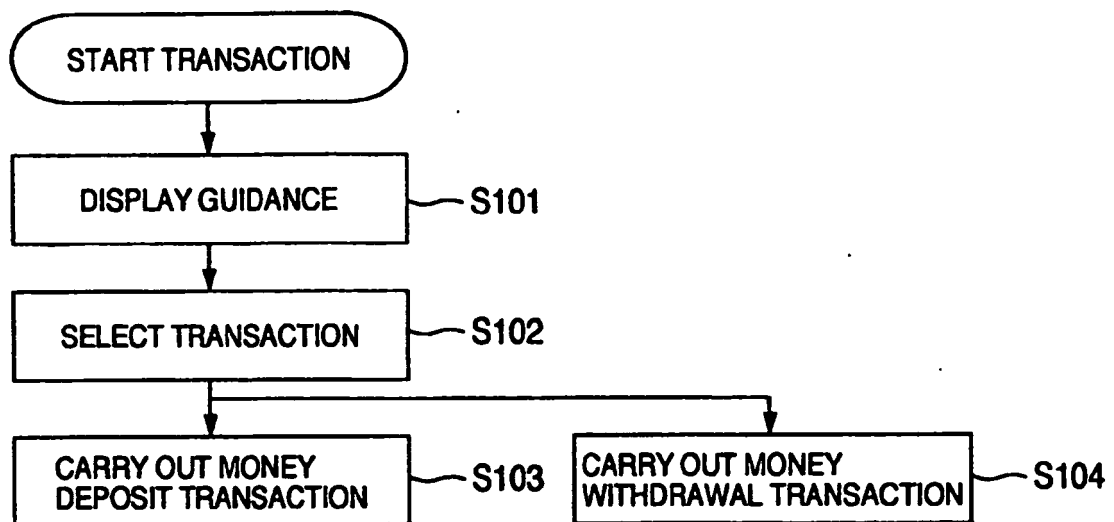 START TRANSACTION
DISPLAY GUIDANCE
S101
SELECT TRANSACTION
S102
CARRY OUT MONEY
DEPOSIT TRANSACTION
S103
CARRY OUT MONEY
WITHDRAWAL TRANSACTION
S104